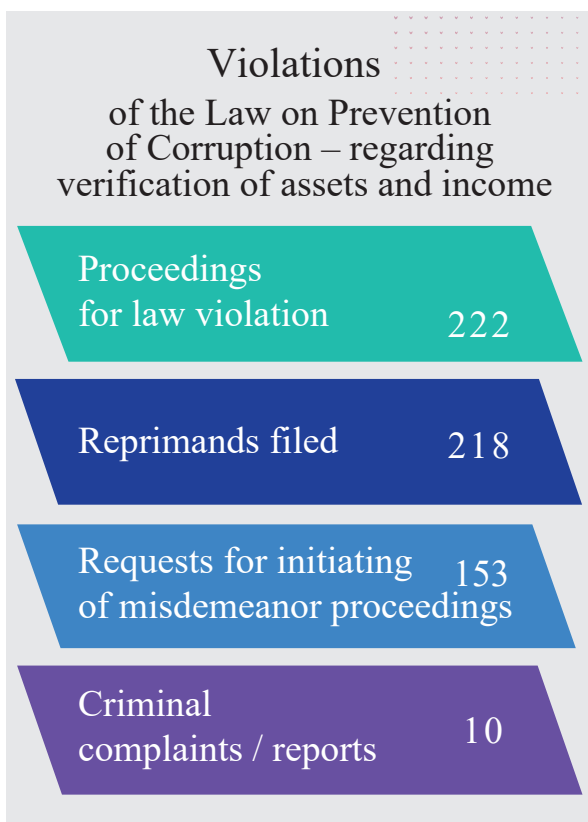 Violations
of the Law on Prevention
of Corruption – regarding
verification of assets and income
Proceedings
for law violation 222
Reprimands filed 218
Requests for initiating 153
of misdemeanor proceedings
Criminal
complaints / reports 10